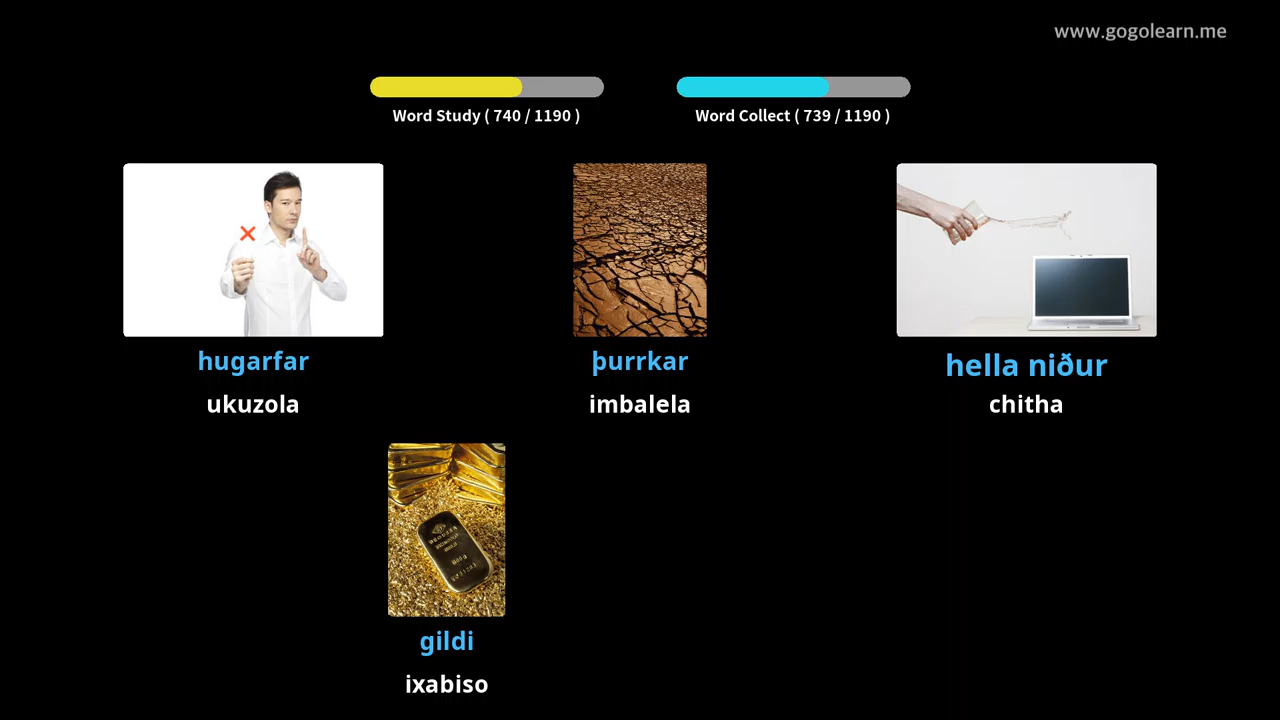 www.gogolearn.me
Word Study ( 740 / 1190 )
Word Collect ( 739 / 1190 )
hugarfar
ukuzola
þurrkar
imbalela
hella niður
chitha
gildi
ixabiso